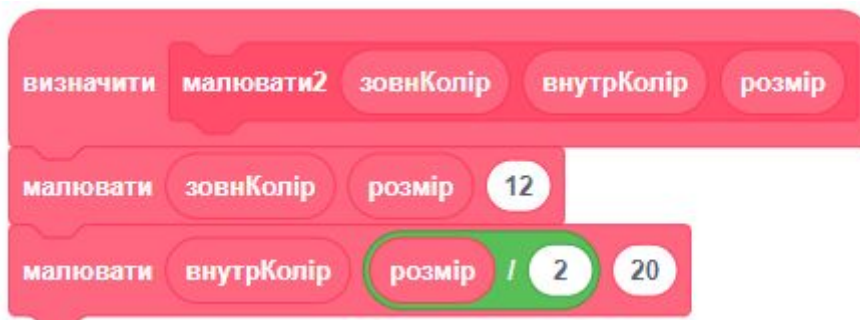 визначити малювати2 зовнКолір внутрКолір розмір
малювати зовнКолір розмір 12
малювати внутрКолір розмір / 2 20